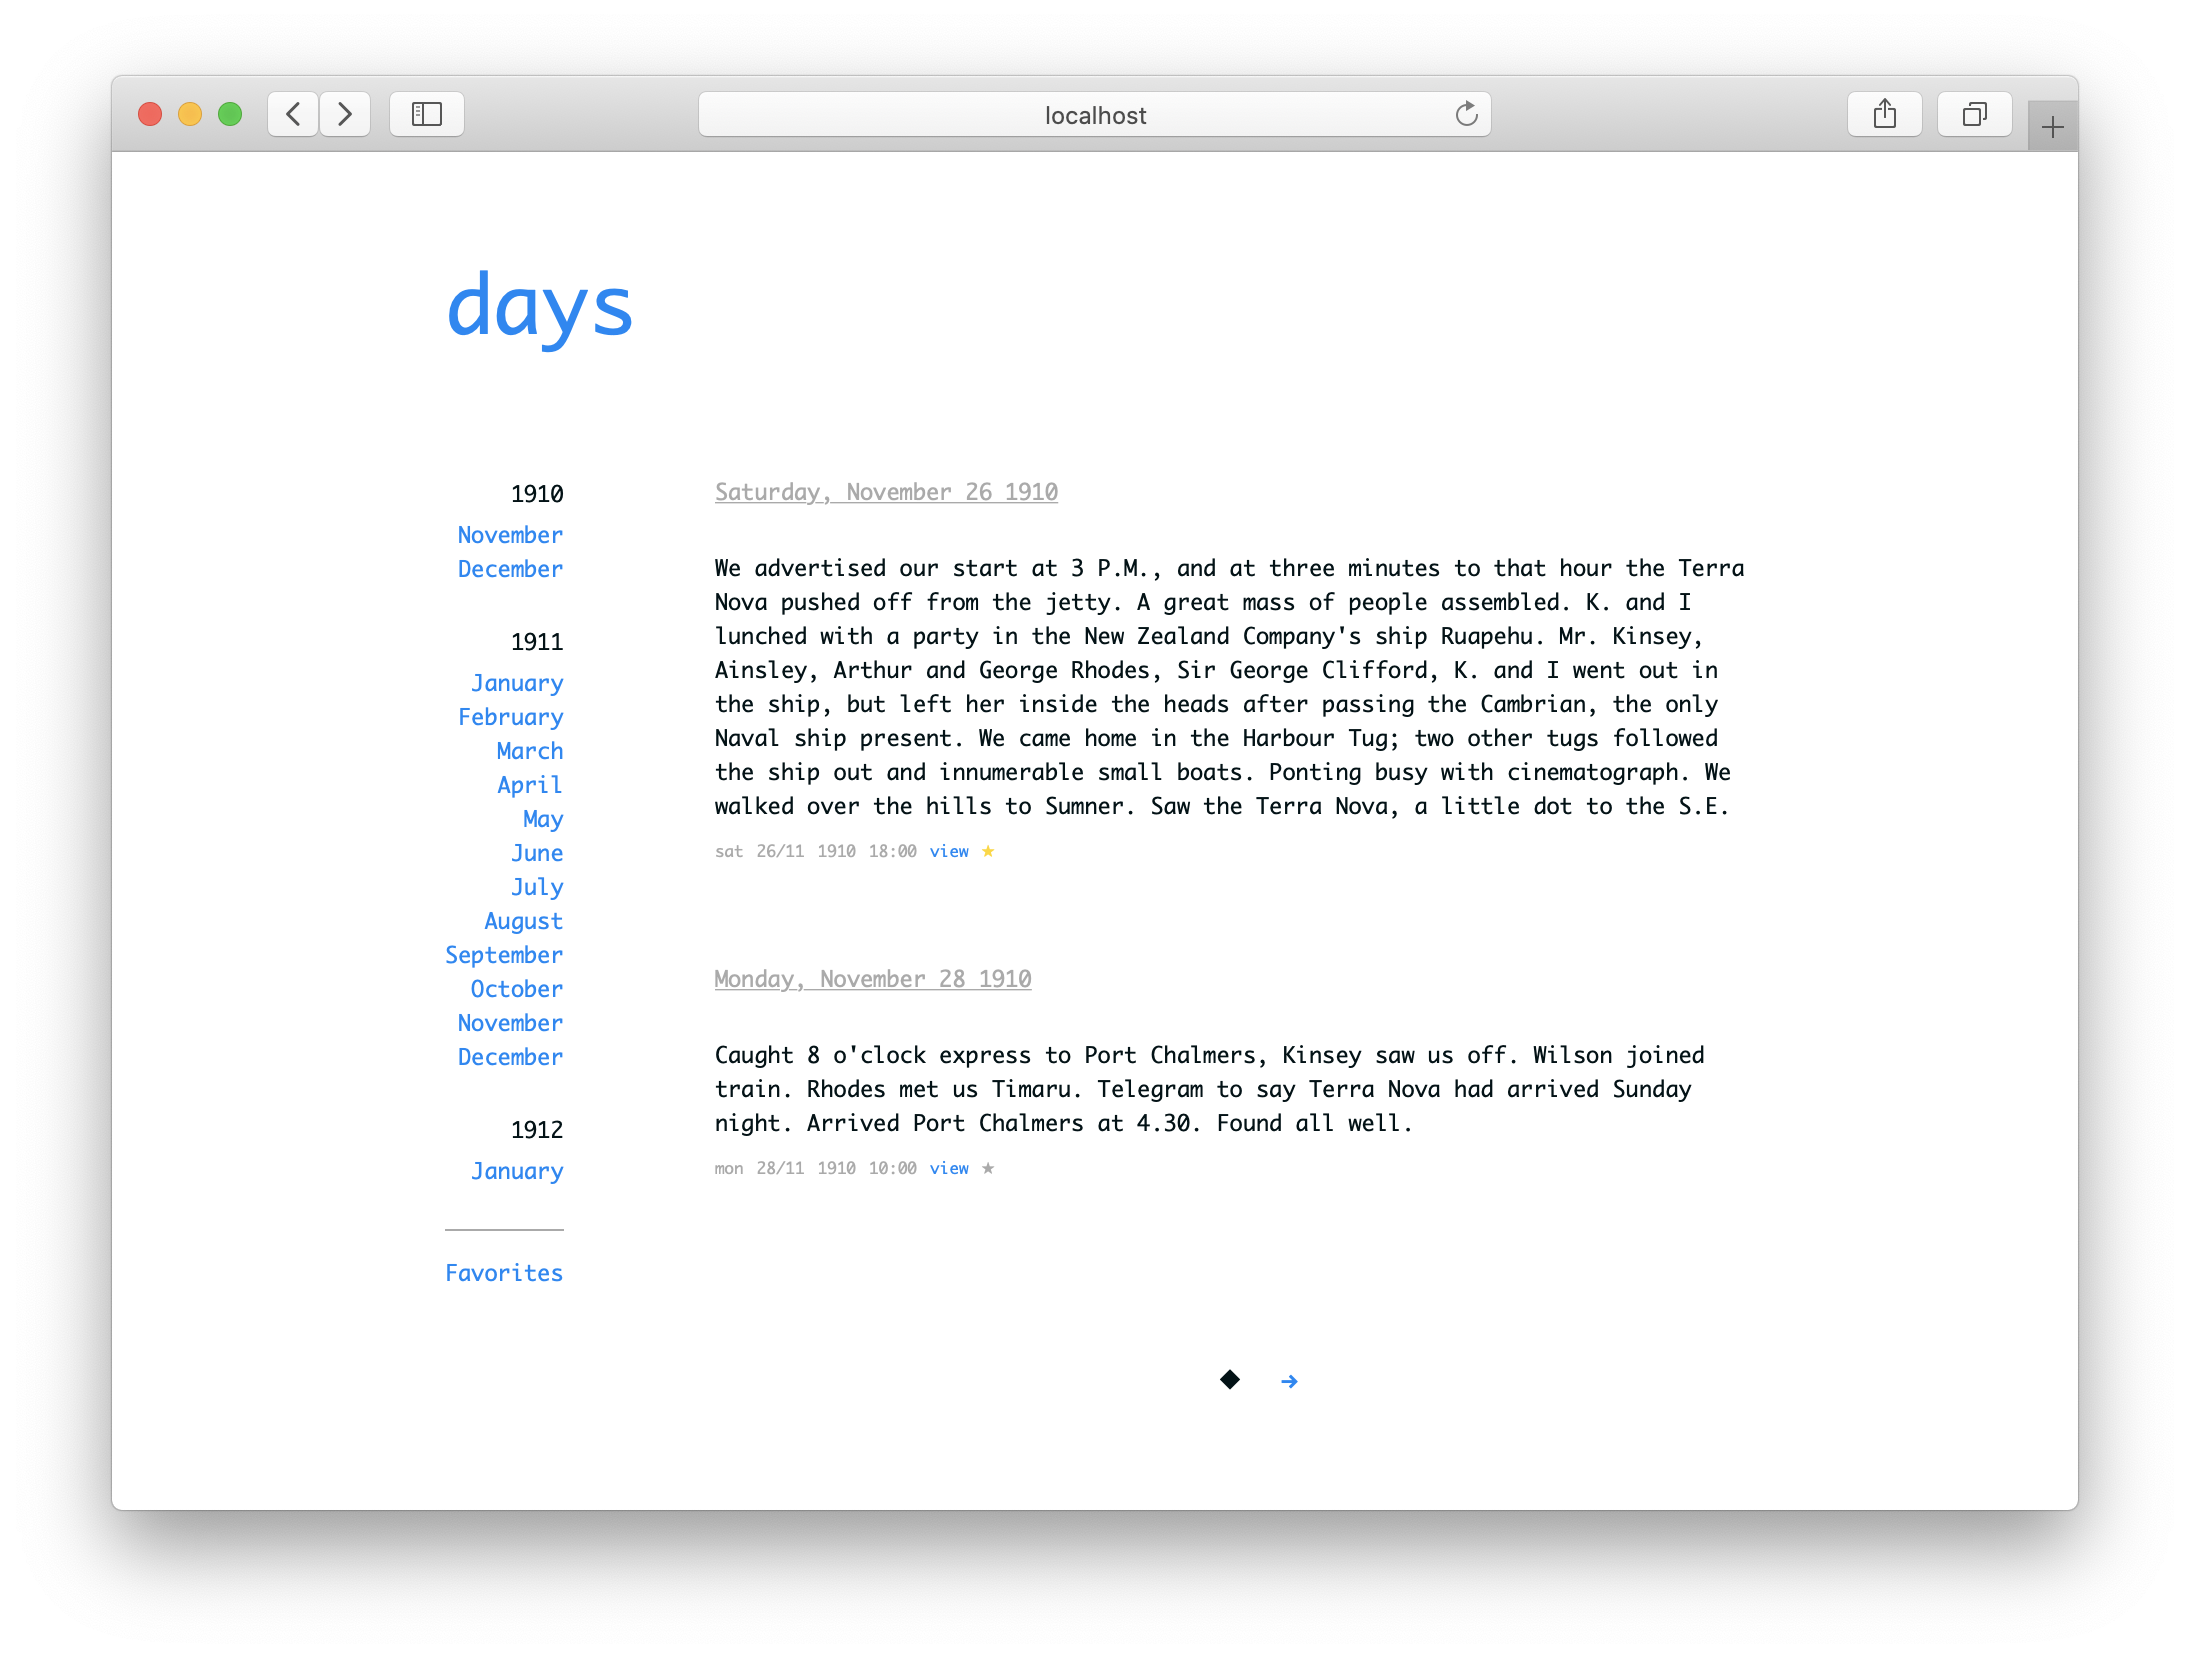 localhost
days
1910
November
December
1911
January
February
March
April
May
June
July
August
September
October
November
December
1912
January
Favorites
Saturday, November 26 1910
We advertised our start at 3 P.M., and at three minutes to that hour the Terra
Nova pushed off from the jetty. A great mass of people assembled. K. and I
lunched with a party in the New Zealand Company's ship Ruapehu. Mr. Kinsey,
Ainsley, Arthur and George Rhodes, Sir George Clifford, K. and I went out in
the ship, but left her inside the heads after passing the Cambrian, the only
Naval ship present. We came home in the Harbour Tug; two other tugs followed
the ship out and innumerable small boats. Ponting busy with cinematograph. We
walked over the hills to Sumner. Saw the Terra Nova, a little dot to the S.E.
sat 26/11 1910 18:00 view ★
Monday, November 28 1910
Caught 8 o'clock express to Port Chalmers, Kinsey saw us off. Wilson joined
train. Rhodes met us Timaru. Telegram to say Terra Nova had arrived Sunday
night. Arrived Port Chalmers at 4.30. Found all well.
mon 28/11 1910 10:00 view ★
◆ →